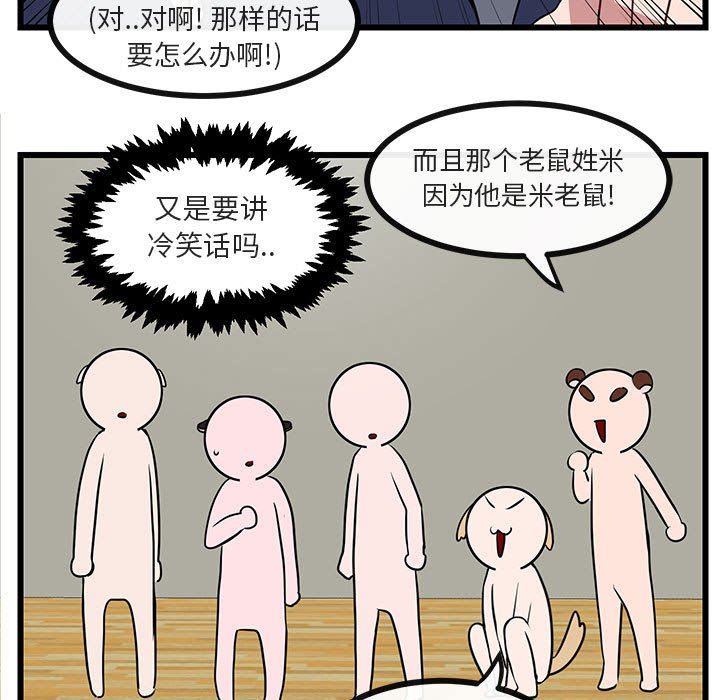 (对..对啊! 那样的话
要怎么办啊!)
而且那个老鼠姓米
因为他是米老鼠!
又是要讲
冷笑话吗..